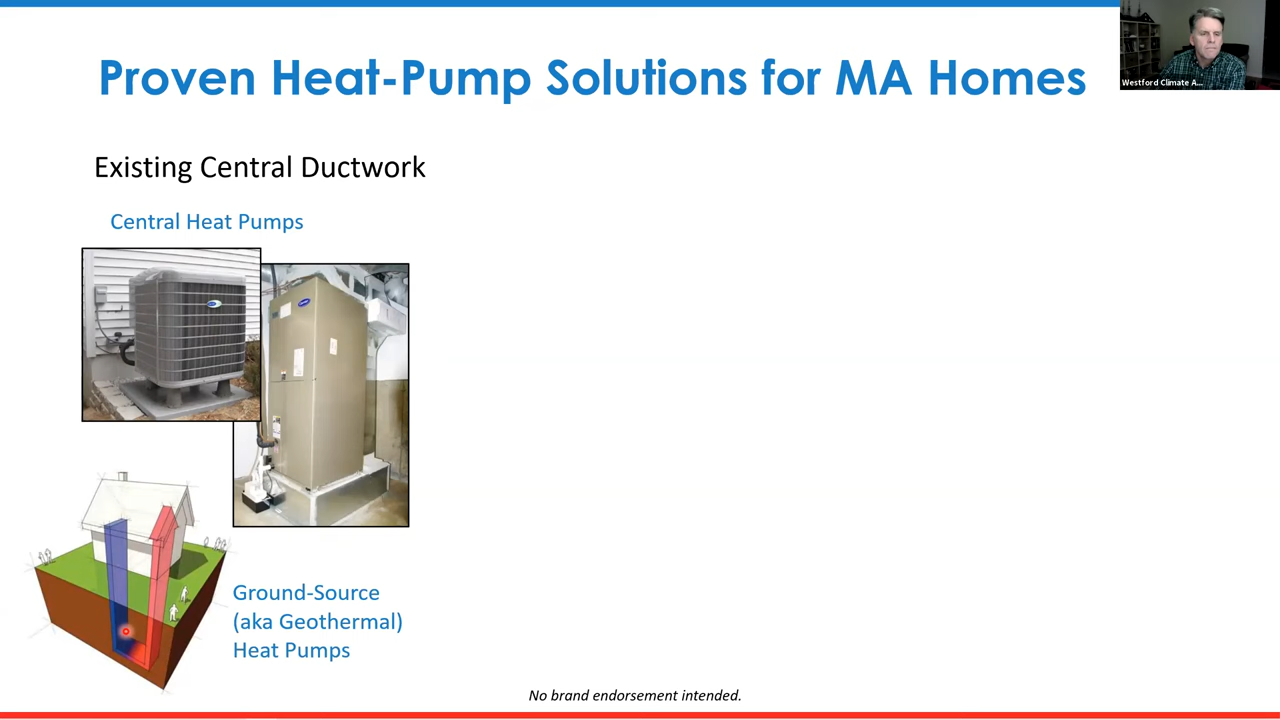 Proven Heat-Pump Solutions for MA Homes
Westford Climate A...
Existing Central Ductwork
Central Heat Pumps
Ground-Source
(aka Geothermal)
Heat Pumps
No brand endorsement intended.